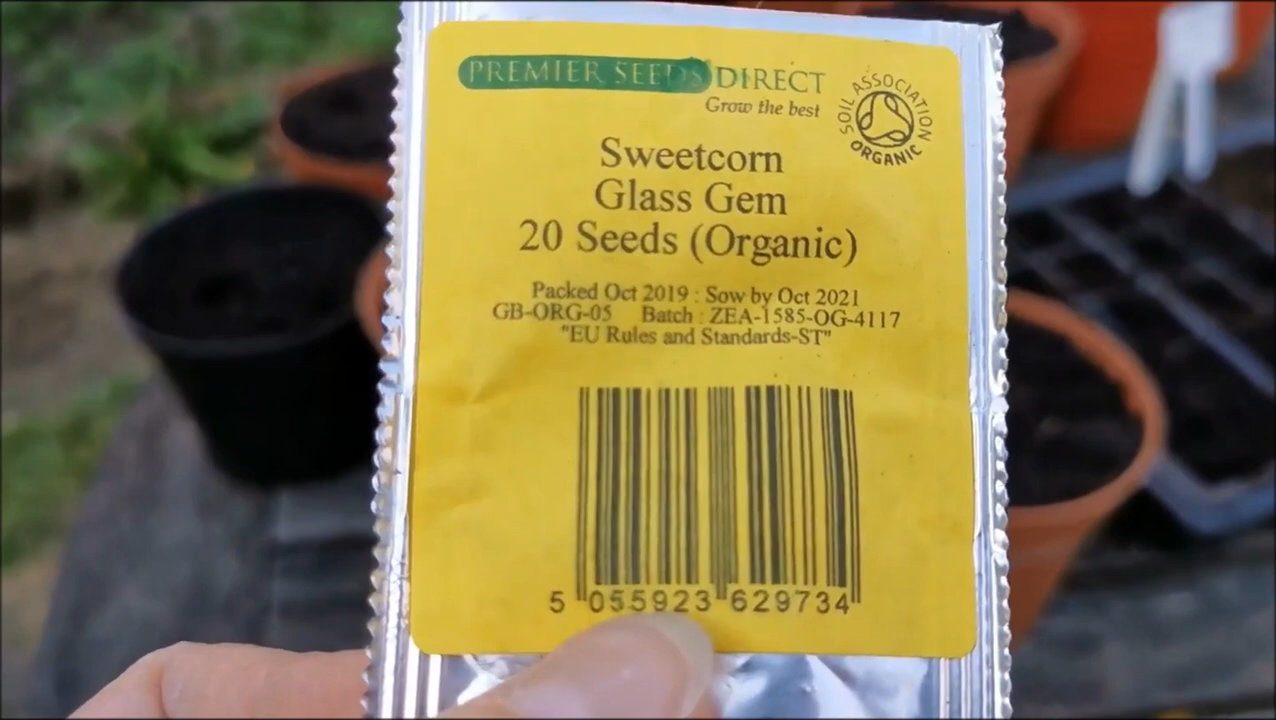 PREMIER SEEDS DIRECT
Grow the best
SOIL ASSOCIATION
ORGANIC
Sweetcorn
Glass Gem
20 Seeds (Organic)
Packed Oct 2019 : Sow by Oct 2021
GB-ORG-05 Batch : ZEA-1585-OG-4117
"EU Rules and Standards-ST"
5 055923 629734